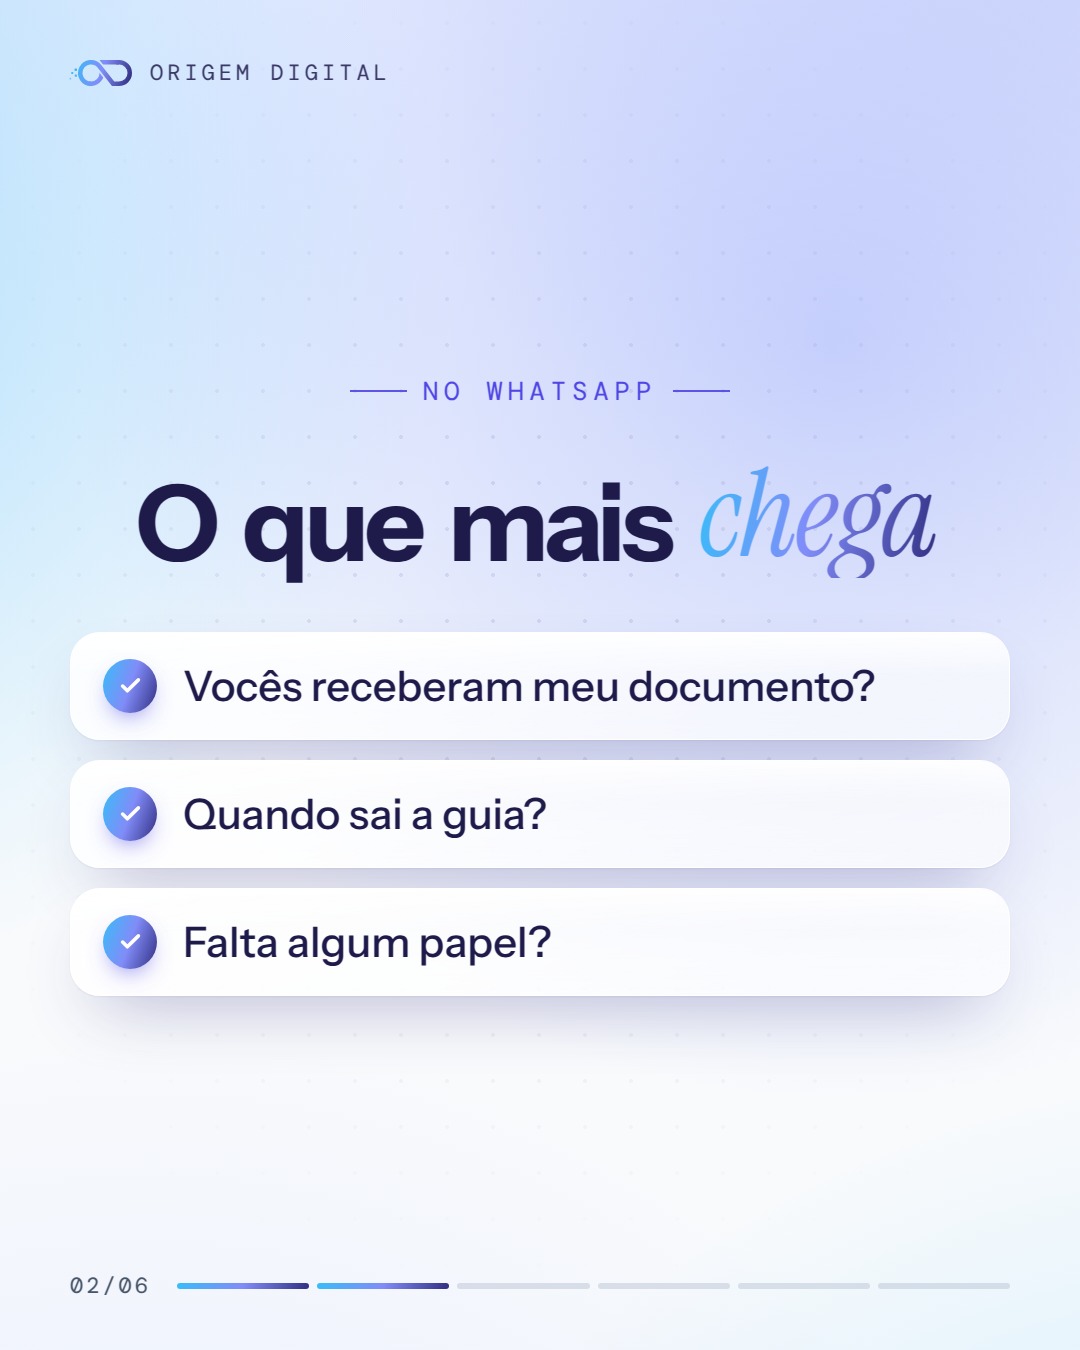 ORIGEM DIGITAL
NO WHATSAPP
O que mais chega
Vocês receberam meu documento?
Quando sai a guia?
Falta algum papel?
02/06